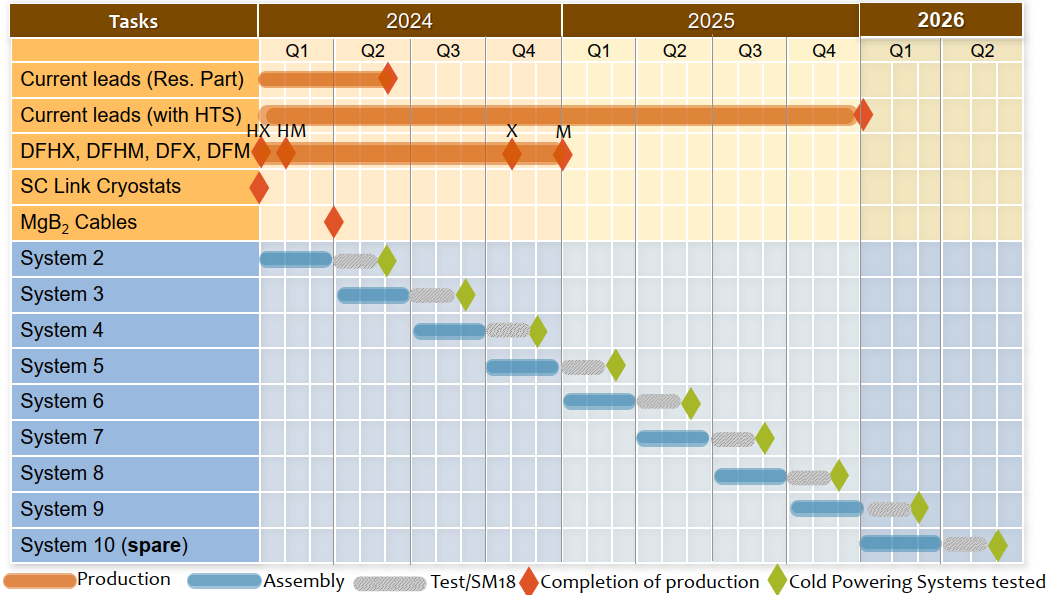 Tasks 2024 2025 2026
Q1 Q2 Q3 Q4 Q1 Q2 Q3 Q4 Q1 Q2
Current leads (Res. Part)
Current leads (with HTS)
HX HM X M
DFHX, DFHM, DFX, DFM
SC Link Cryostats
MgB2 Cables
System 2
System 3
System 4
System 5
System 6
System 7
System 8
System 9
System 10 (spare)
Production Assembly Test/SM18 Completion of production Cold Powering Systems tested